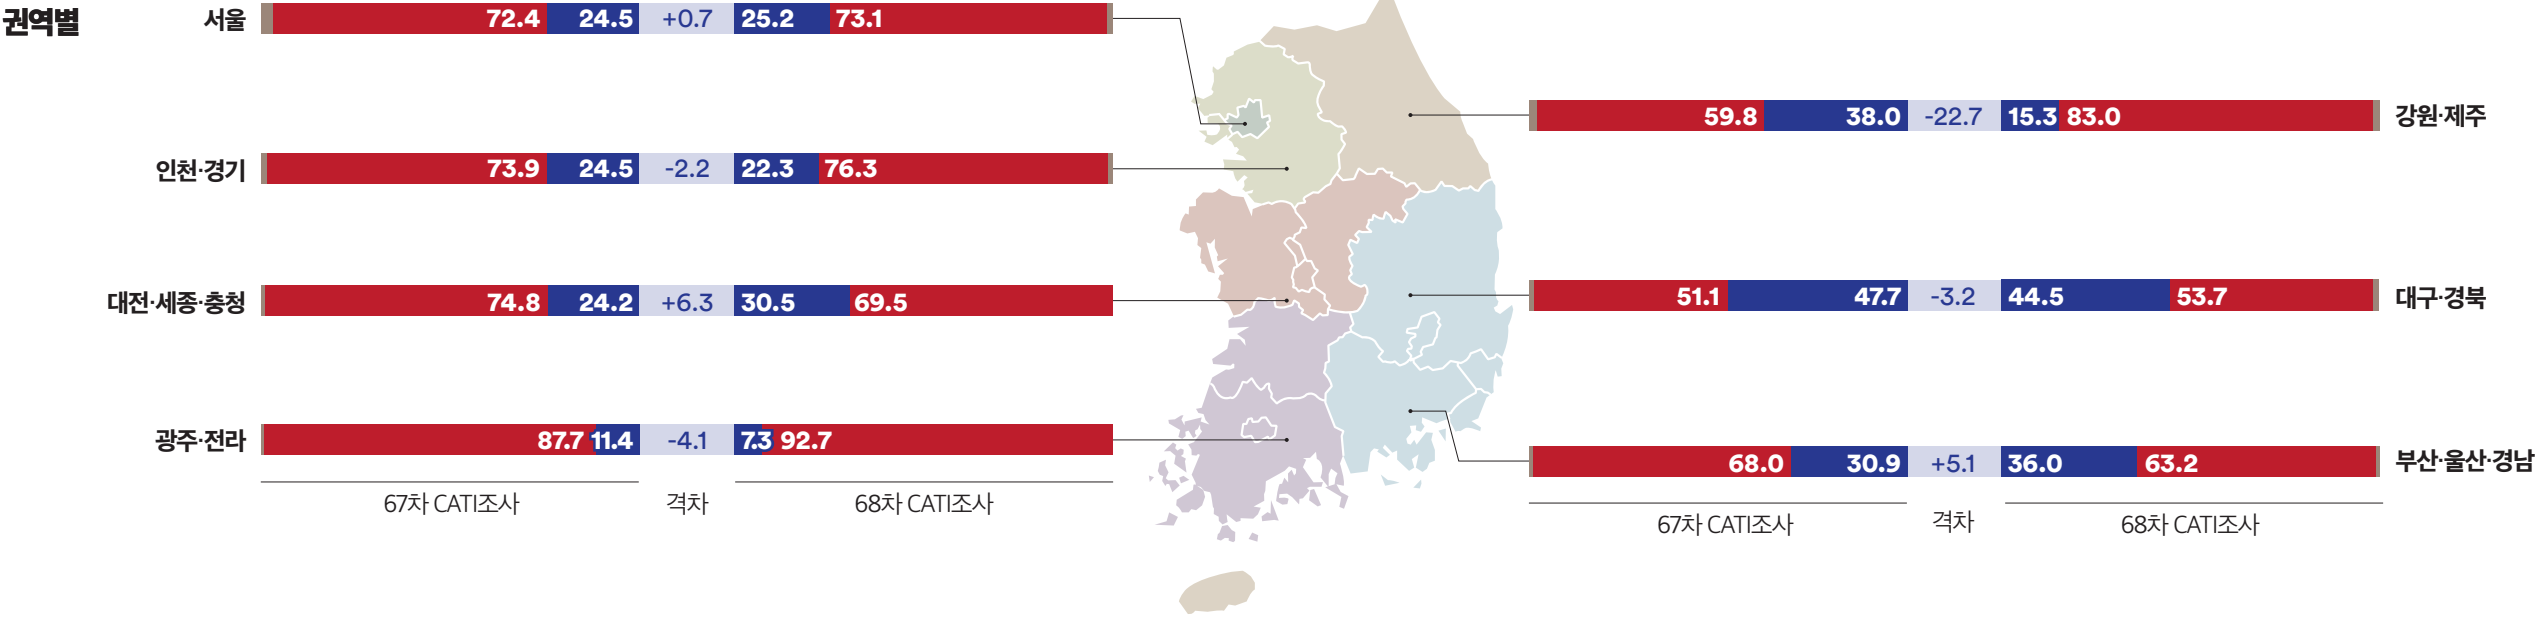 권역별
서울 72.4 24.5 +0.7 25.2 73.1
인천·경기 73.9 24.5 -2.2 22.3 76.3
대전·세종·충청 74.8 24.2 +6.3 30.5 69.5
광주·전라 87.7 11.4 -4.1 7.3 92.7
67차 CATI조사 격차 68차 CATI조사
59.8 38.0 -22.7 15.3 83.0 강원·제주
51.1 47.7 -3.2 44.5 53.7 대구·경북
68.0 30.9 +5.1 36.0 63.2 부산·울산·경남
67차 CATI조사 격차 68차 CATI조사